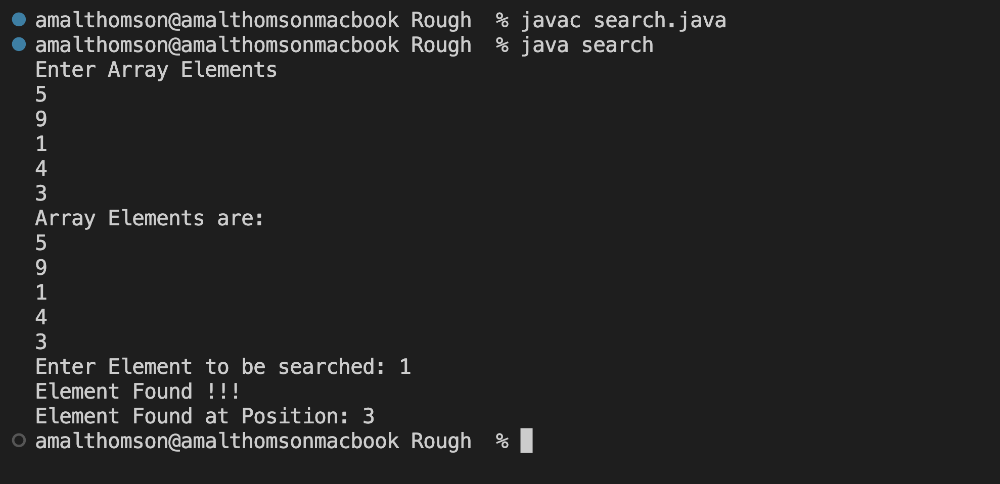 amalthomson@amalthomsonmacbook Rough  % javac search.java
amalthomson@amalthomsonmacbook Rough  % java search
Enter Array Elements
5
9
1
4
3
Array Elements are:
5
9
1
4
3
Enter Element to be searched: 1
Element Found !!!
Element Found at Position: 3
amalthomson@amalthomsonmacbook Rough  %